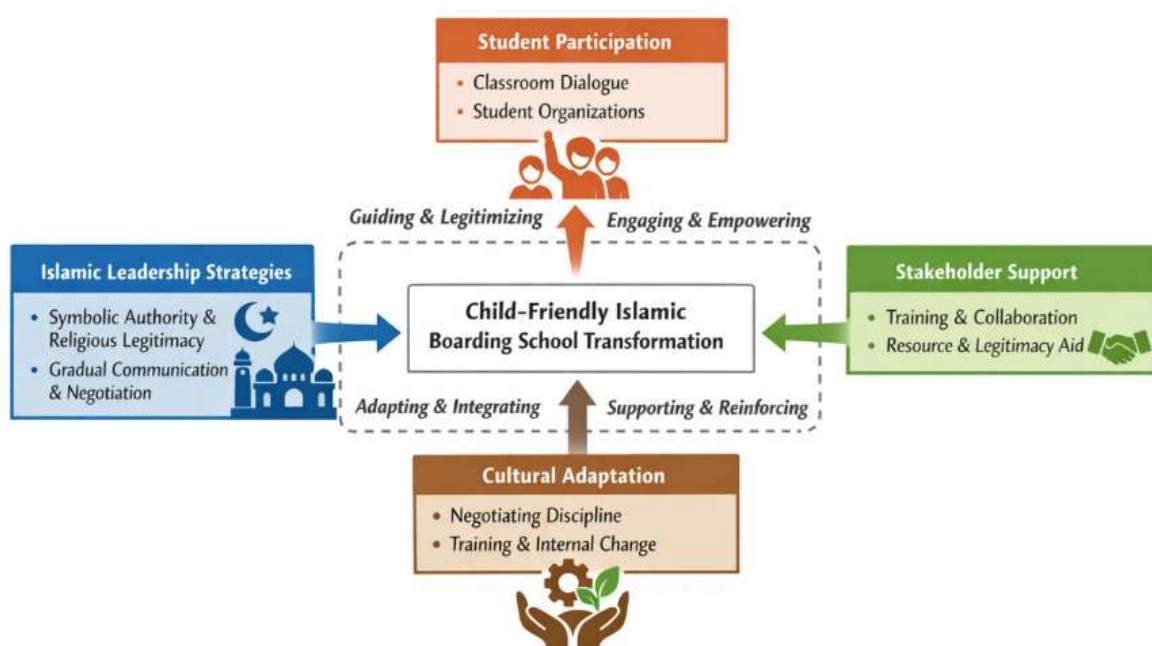 Student Participation
• Classroom Dialogue
• Student Organizations
Guiding & Legitimizing
Engaging & Empowering
Islamic Leadership Strategies
• Symbolic Authority &
Religious Legitimacy
• Gradual Communication
& Negotiation
Child-Friendly Islamic
Boarding School Transformation
Stakeholder Support
• Training & Collaboration
• Resource & Legitimacy Aid
Adapting & Integrating
Supporting & Reinforcing
Cultural Adaptation
• Negotiating Discipline
• Training & Internal Change